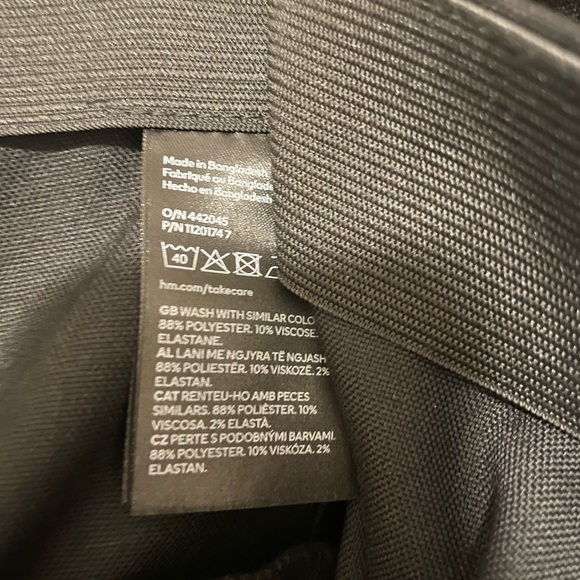 Made in Bangladesh
Fabriqué au Banglade
Hecho en Bangladesh
O/N 442045
P/N 1120174 7
40
hm.com/takecare
GB WASH WITH SIMILAR COLO
88% POLYESTER. 10% VISCOSE.
ELASTANE.
AL LANI ME NGJYRA TË NGJASH
88% POLIESTËR. 10% VISKOZË. 2%
ELASTAN.
CAT RENTEU-HO AMB PECES
SIMILARS. 88% POLIÈSTER. 10%
VISCOSA. 2% ELASTÀ.
CZ PERTE S PODOBNÝMI BARVAMI.
88% POLYESTER. 10% VISKÓZA. 2%
ELASTAN.